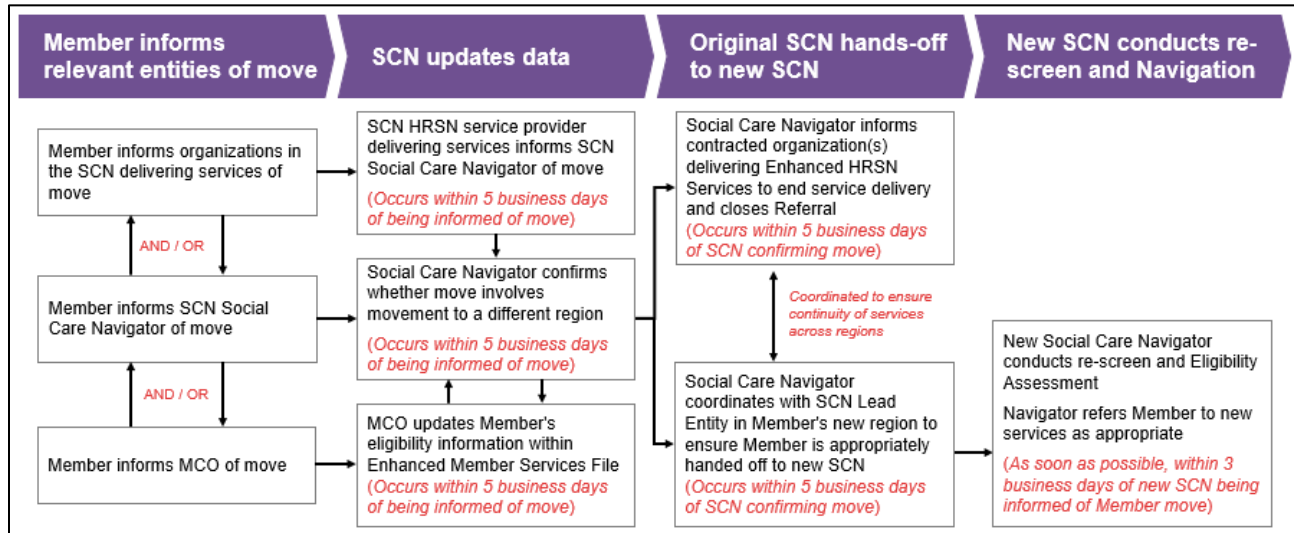 Member informs
relevant entities of move
SCN updates data
Original SCN hands-off
to new SCN
New SCN conducts re-
screen and Navigation
Member informs organizations in
the SCN delivering services of
move
AND / OR
Member informs SCN Social
Care Navigator of move
AND / OR
Member informs MCO of move
SCN HRSN service provider
delivering services informs SCN
Social Care Navigator of move
(Occurs within 5 business days
of being informed of move)
Social Care Navigator confirms
whether move involves
movement to a different region
(Occurs within 5 business days
of being informed of move)
MCO updates Member's
eligibility information within
Enhanced Member Services File
(Occurs within 5 business days
of being informed of move)
Social Care Navigator informs
contracted organization(s)
delivering Enhanced HRSN
Services to end service delivery
and closes Referral
(Occurs within 5 business days
of SCN confirming move)
Coordinated to ensure
continuity of services
across regions
Social Care Navigator
coordinates with SCN Lead
Entity in Member's new region to
ensure Member is appropriately
handed off to new SCN
(Occurs within 5 business days
of SCN confirming move)
New Social Care Navigator
conducts re-screen and Eligibility
Assessment
Navigator refers Member to new
services as appropriate
(As soon as possible, within 3
business days of new SCN being
informed of Member move)